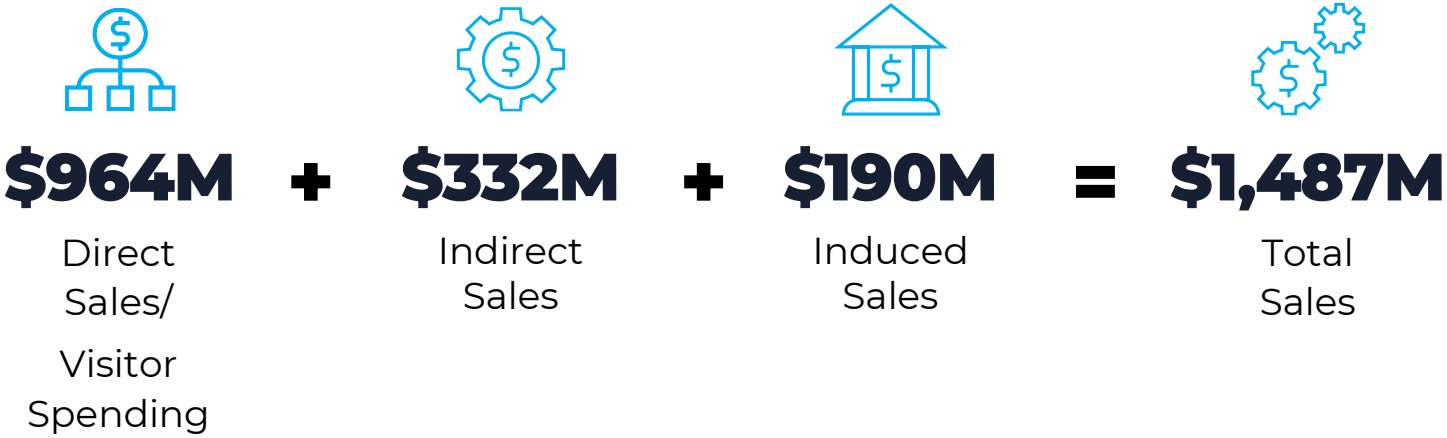 $964M + $332M + $190M = $1,487M
Direct
Sales/
Visitor
Spending
Indirect
Sales
Induced
Sales
Total
Sales